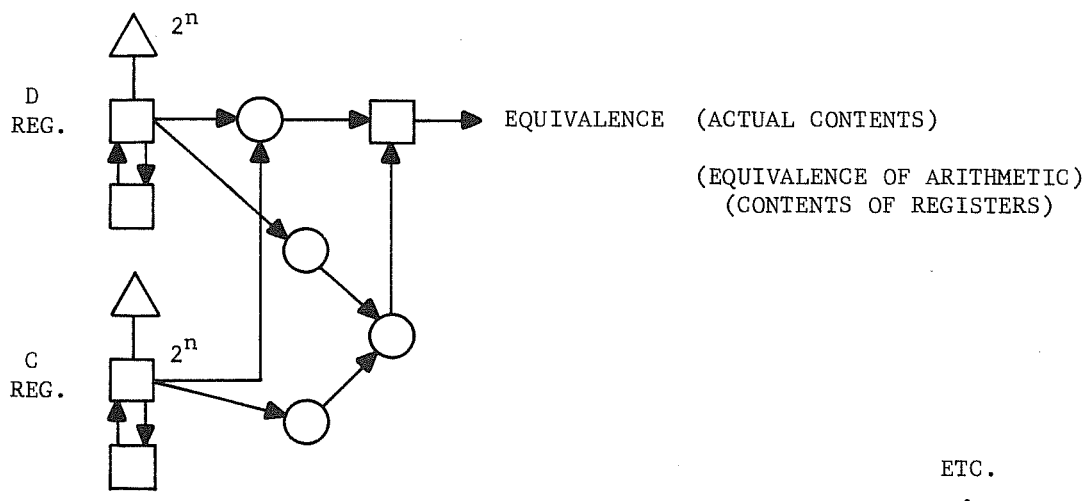 2^n
D
REG.
EQUIVALENCE (ACTUAL CONTENTS)
(EQUIVALENCE OF ARITHMETIC)
(CONTENTS OF REGISTERS)
2^n
C
REG.
ETC.